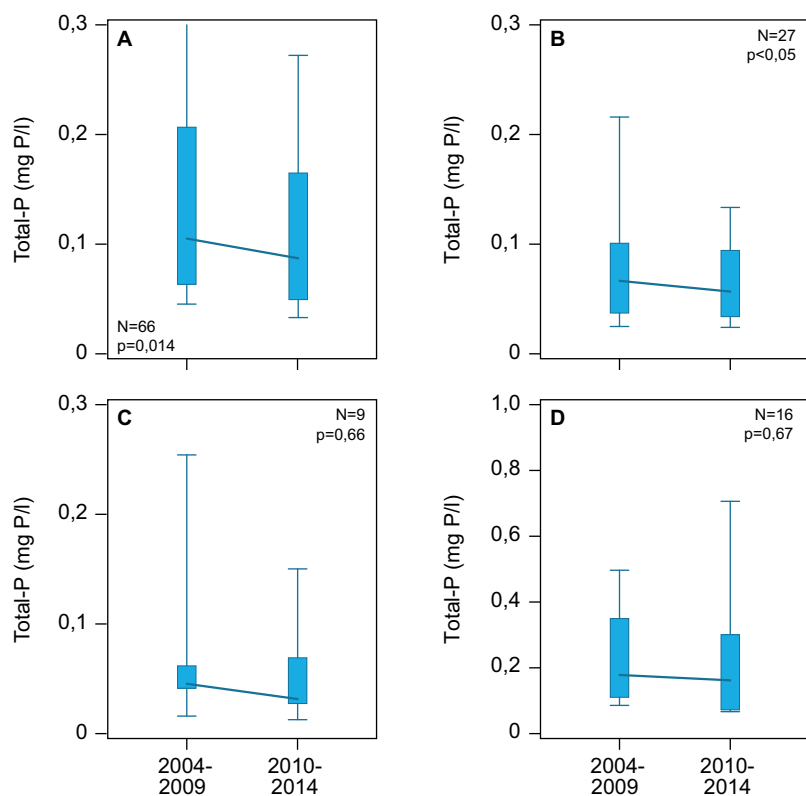 A
0,3
0,2
0,1
0
Total-P (mg P/l)
N=66
p=0,014
B
N=27
p<0,05
0,3
0,2
0,1
0
Total-P (mg P/l)
C
N=9
p=0,66
0,3
0,2
0,1
0
Total-P (mg P/l)
2004-
2009
2010-
2014
D
N=16
p=0,67
1,0
0,8
0,6
0,4
0,2
0
Total-P (mg P/l)
2004-
2009
2010-
2014